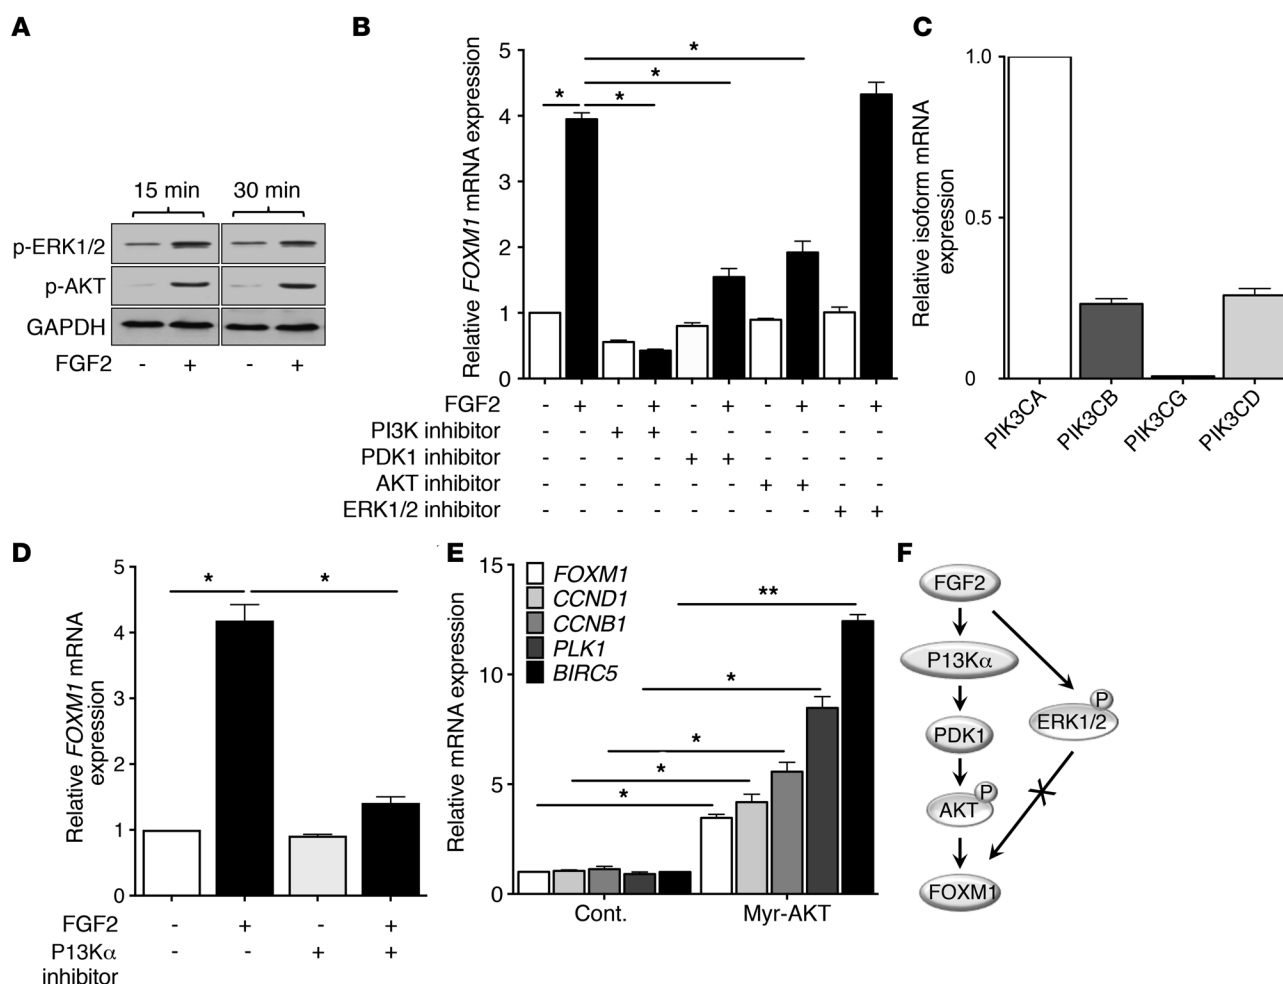 A
15 min 30 min
p-ERK1/2
p-AKT
GAPDH
FGF2 - + - +
B
Relative FOXM1 mRNA expression
5
4
3
2
1
0
* * * *
FGF2 - + - + - + - + - +
PI3K inhibitor - - + + - - - - - -
PDK1 inhibitor - - - - + + - - - -
AKT inhibitor - - - - - - + + - -
ERK1/2 inhibitor - - - - - - - - + +
C
Relative isoform mRNA
expression
1.0
0.5
0
PIK3CA PIK3CB PIK3CG PIK3CD
D
Relative FOXM1 mRNA
expression
5
4
3
2
1
0
* *
FGF2 - + - +
P13Kα - - + +
inhibitor
E
Relative mRNA expression
15
10
5
0
FOXM1
CCND1
CCNB1
PLK1
BIRC5
**
*
*
*
*
Cont. Myr-AKT
F
FGF2
P13Kα
P
ERK1/2
PDK1
P
AKT
FOXM1